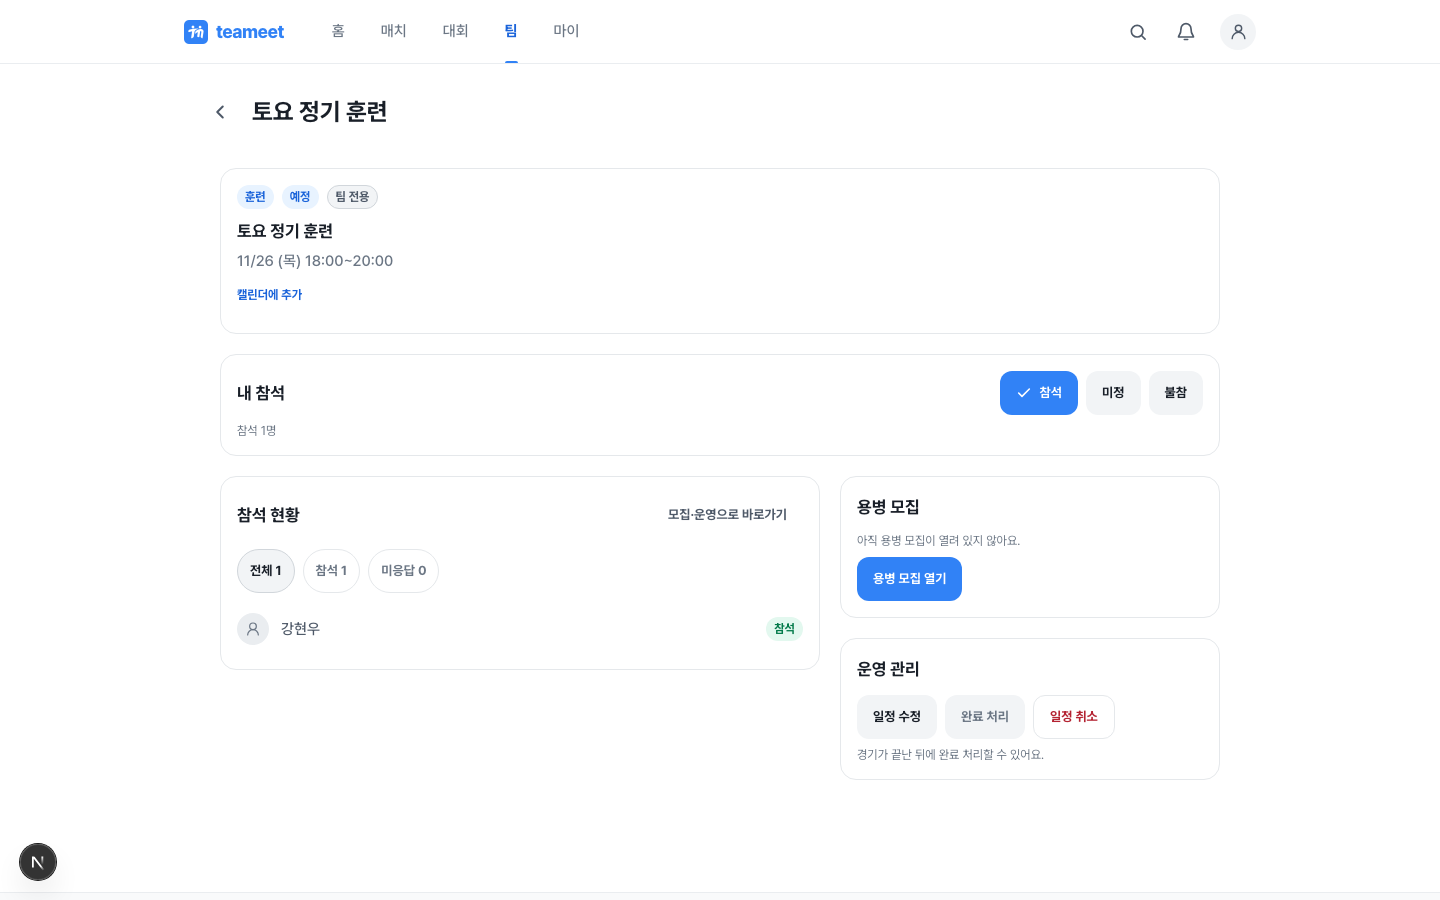 teameet 홈 매치 대회 팀 마이
토요 정기 훈련
훈련 예정 팀 전용
토요 정기 훈련
11/26 (목) 18:00~20:00
캘린더에 추가
내 참석
참석 미정 불참
참석 1명
참석 현황
모집·운영으로 바로가기
전체 1 참석 1 미응답 0
강현우 참석
용병 모집
아직 용병 모집이 열려 있지 않아요.
용병 모집 열기
운영 관리
일정 수정 완료 처리 일정 취소
경기가 끝난 뒤에 완료 처리할 수 있어요.
N